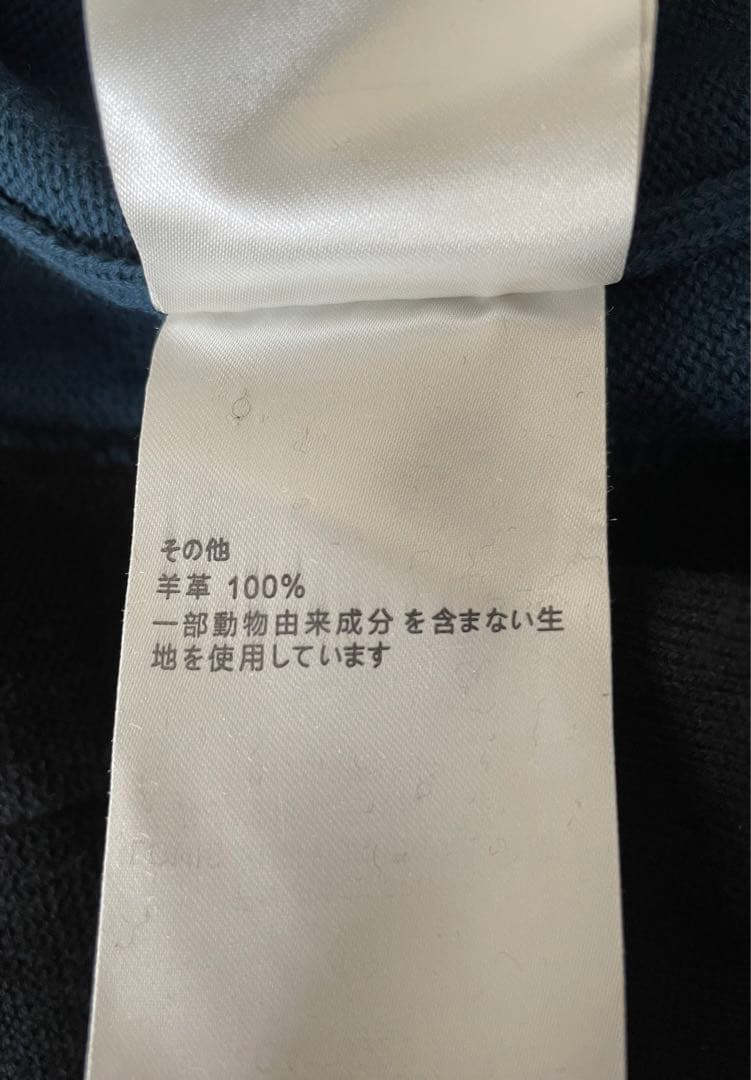 その他
羊革 100%
一部動物由来成分 を含まない生
地を使用しています